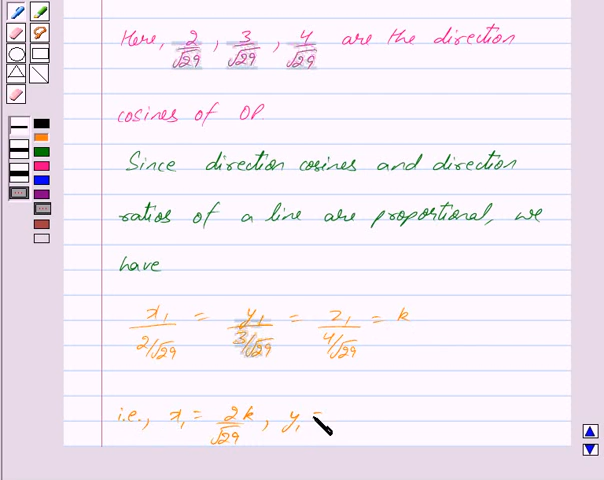 Here, 2/√29, 3/√29, 4/√29 are the direction
cosines of OP
Since direction cosines and direction
ratios of a line are proportional, we
have
x₁/(2/√29) = y₁/(3/√29) = z₁/(4/√29) = k
i.e., x₁ = 2k/√29, y₁ =